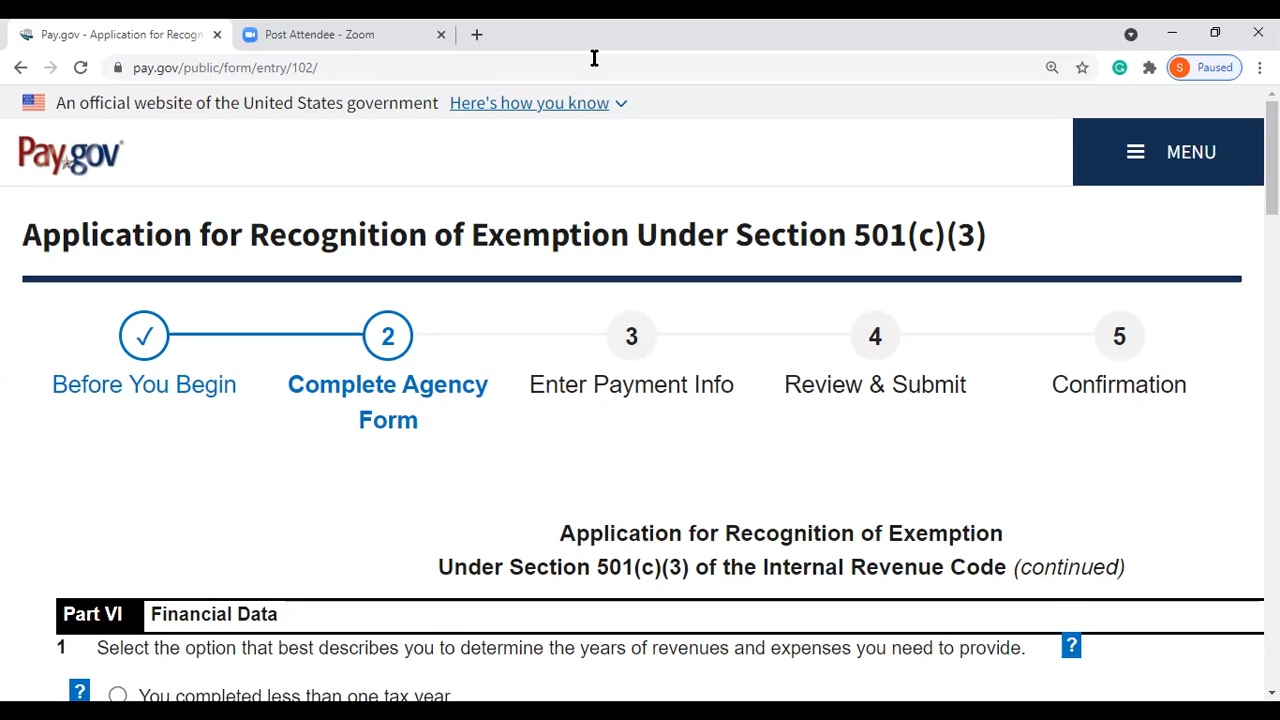 Pay.gov - Application for Recogn
Post Attendee - Zoom
pay.gov/public/form/entry/102/
S Paused
An official website of the United States government Here's how you know
Pay.gov
MENU
Application for Recognition of Exemption Under Section 501(c)(3)
✓ 2 3 4 5
Before You Begin
Complete Agency
Form
Enter Payment Info
Review & Submit
Confirmation
Application for Recognition of Exemption
Under Section 501(c)(3) of the Internal Revenue Code (continued)
Part VI Financial Data
1 Select the option that best describes you to determine the years of revenues and expenses you need to provide. ?
? You completed less than one tax year